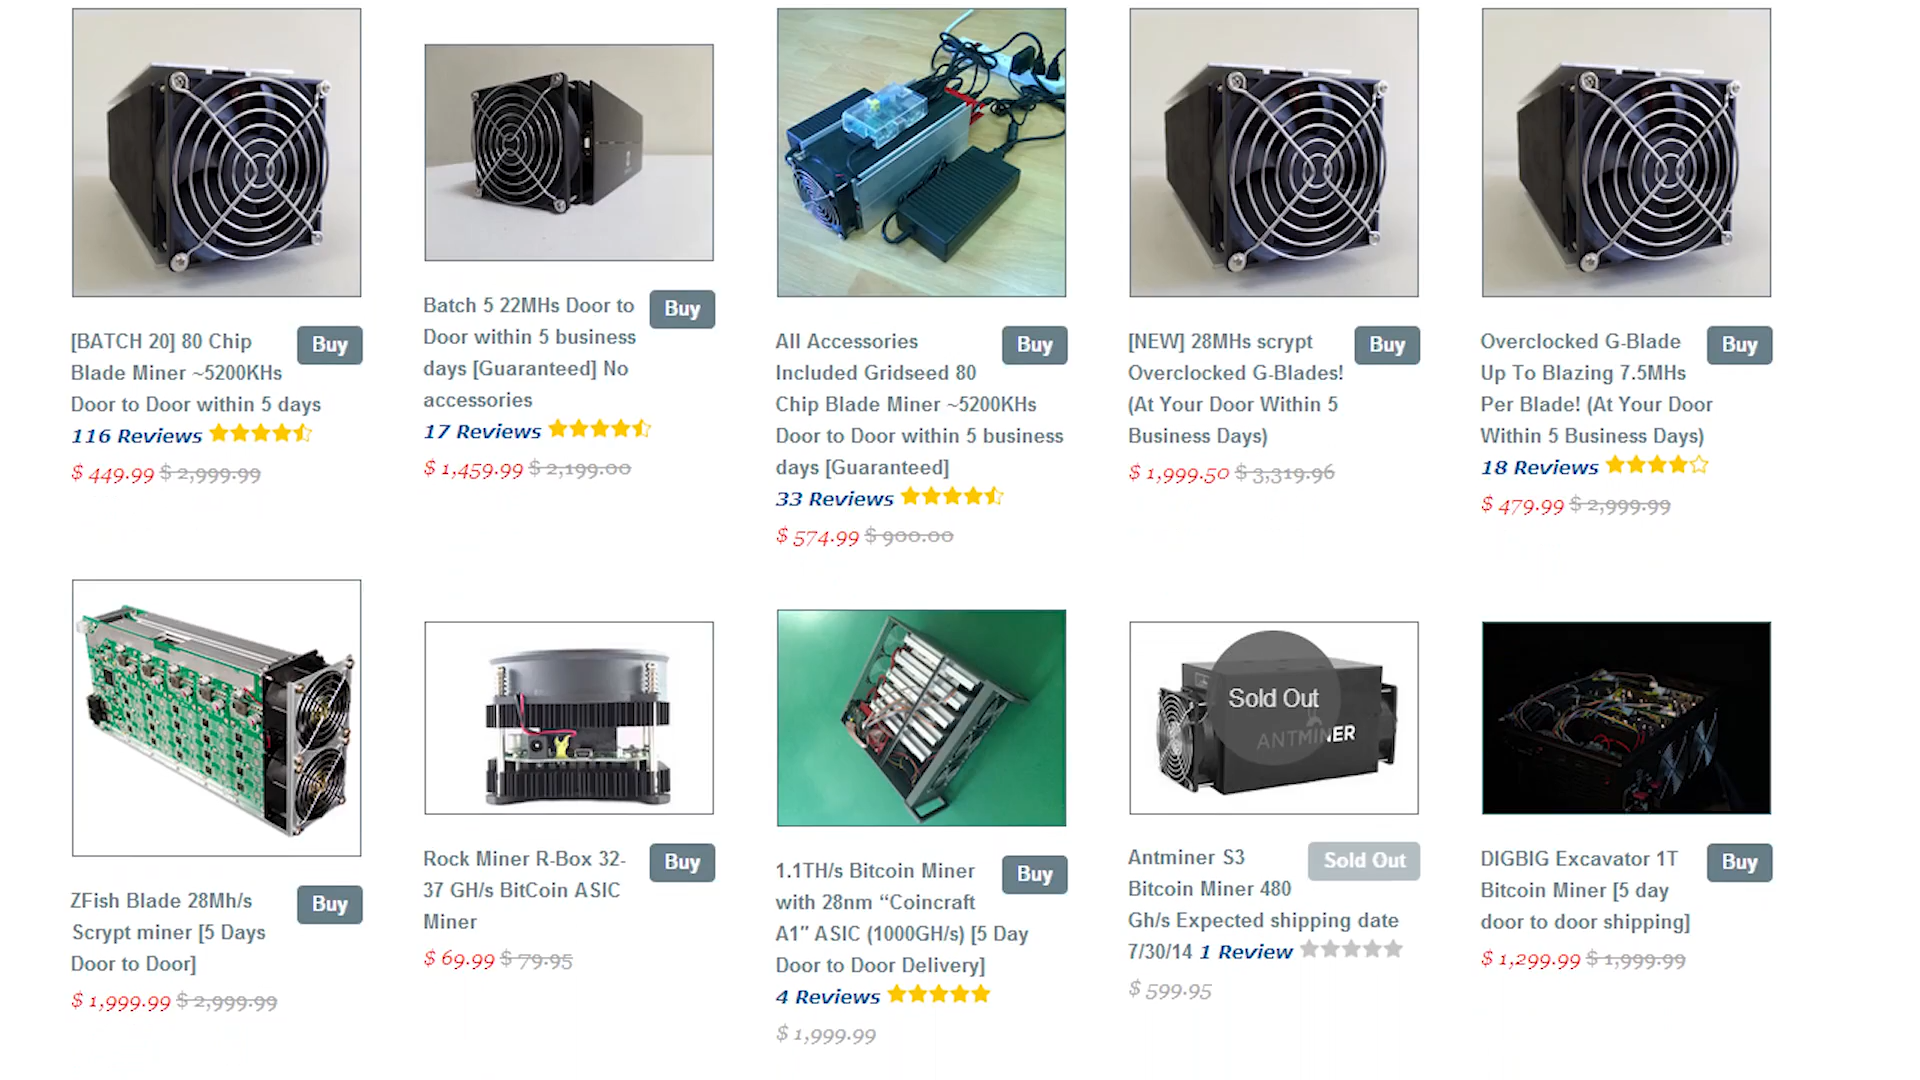 [BATCH 20] 80 Chip
Blade Miner ~5200KHs
Door to Door within 5 days
116 Reviews
$ 449.99 $ 2,999.99
Buy
Batch 5 22MHs Door to
Door within 5 business
days [Guaranteed] No
accessories
17 Reviews
$ 1,459.99 $ 2,199.00
Buy
All Accessories
Included Gridseed 80
Chip Blade Miner ~5200KHs
Door to Door within 5 business
days [Guaranteed]
33 Reviews
$ 574.99 $ 900.00
Buy
[NEW] 28MHs scrypt
Overclocked G-Blades!
(At Your Door Within 5
Business Days)
$ 1,999.50 $ 3,319.96
Buy
Overclocked G-Blade
Up To Blazing 7.5MHs
Per Blade! (At Your Door
Within 5 Business Days)
18 Reviews
$ 479.99 $ 2,999.99
Buy
ZFish Blade 28Mh/s
Scrypt miner [5 Days
Door to Door]
$ 1,999.99 $ 2,999.99
Buy
Rock Miner R-Box 32-
37 GH/s BitCoin ASIC
Miner
$ 69.99 $ 79.95
Buy
1.1TH/s Bitcoin Miner
with 28nm “Coincraft
A1″ ASIC (1000GH/s) [5 Day
Door to Door Delivery]
4 Reviews
$ 1,999.99
Buy
Sold Out
ANTMINER
Antminer S3
Bitcoin Miner 480
Gh/s Expected shipping date
7/30/14 1 Review
$ 599.95
Sold Out
DIGBIG Excavator 1T
Bitcoin Miner [5 day
door to door shipping]
$ 1,299.99 $ 1,999.99
Buy